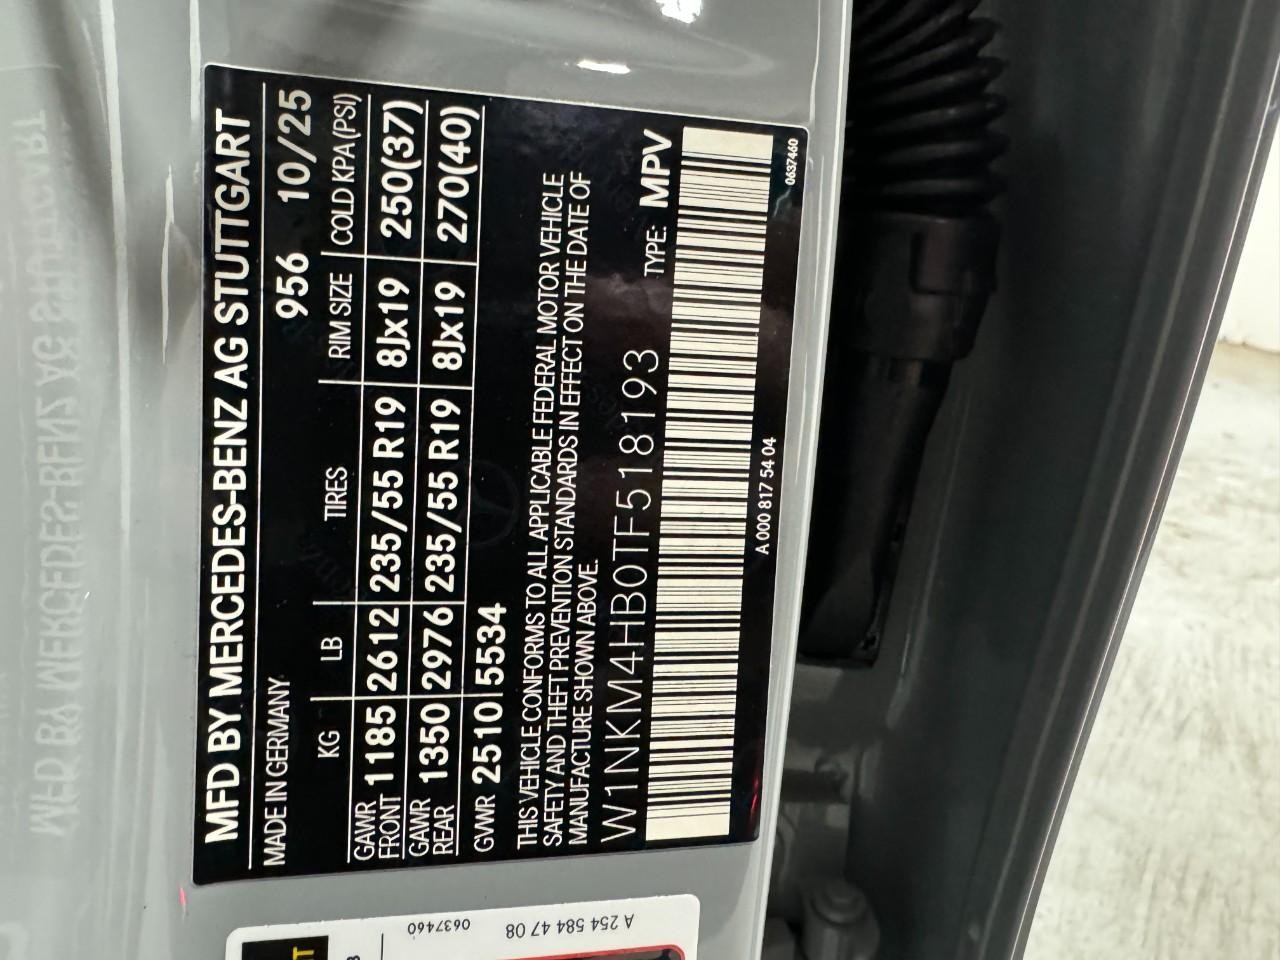 MFD BY MERCEDES-BENZ AG STUTTGART
MADE IN GERMANY 956 10/25
KG LB TIRES RIM SIZE COLD KPA(PSI)
GAWR FRONT 1185 2612 235/55 R19 8Jx19 250(37)
GAWR REAR 1350 2976 235/55 R19 8Jx19 270(40)
GVWR 2510 5534
THIS VEHICLE CONFORMS TO ALL APPLICABLE FEDERAL MOTOR VEHICLE
SAFETY AND THEFT PREVENTION STANDARDS IN EFFECT ON THE DATE OF
MANUFACTURE SHOWN ABOVE.
W1NKM4HB0TF518193 TYPE: MPV
A 000 817 54 04
0637460
A 254 584 47 08
0637460